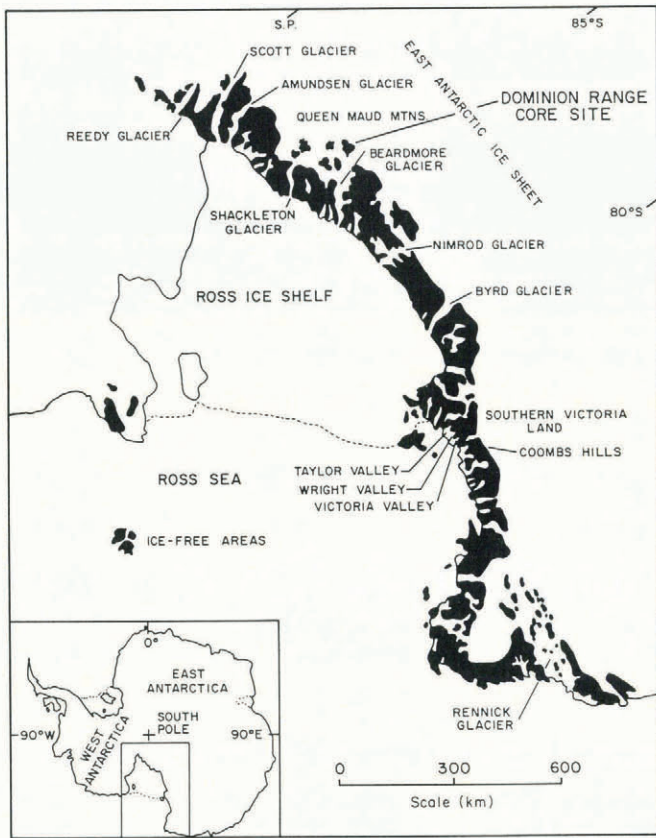 S.P.
85°S
SCOTT GLACIER
AMUNDSEN GLACIER
EAST ANTARCTIC ICE SHEET
QUEEN MAUD MTNS
DOMINION RANGE
CORE SITE
REEDY GLACIER
BEARDMORE
GLACIER
80°S
SHACKLETON
GLACIER
NIMROD GLACIER
BYRD GLACIER
ROSS ICE SHELF
SOUTHERN VICTORIA
LAND
COOMBS HILLS
TAYLOR VALLEY
WRIGHT VALLEY
VICTORIA VALLEY
ROSS SEA
ICE-FREE AREAS
0°
EAST
ANTARCTICA
SOUTH
POLE
90°W
90°E
WEST
ANTARCTICA
RENNICK
GLACIER
0 300 600
Scale (km)